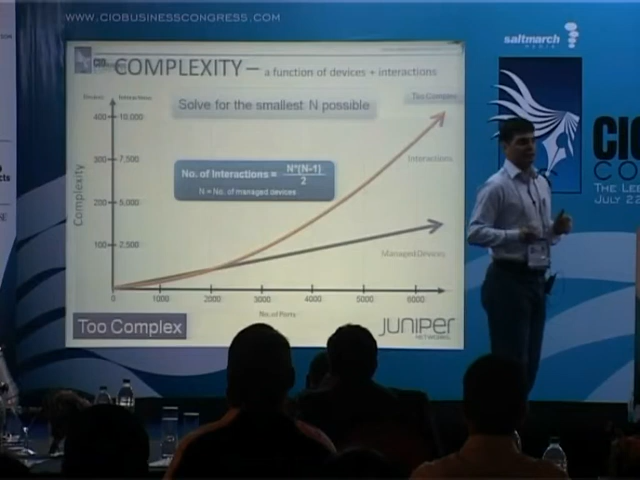 WWW.CIOBUSINESSCONGRESS.COM
saltmarch
MEDIA
COMPLEXITY – a function of devices + interactions
Devices Interactions
Solve for the smallest N possible
Too Complex
400 10,000
300 7,500
200 5,000
100 2,500
Interactions
No. of Interactions = N*(N-1)
2
N = No. of managed devices
Complexity
Managed Devices
0 1000 2000 3000 4000 5000 6000
No. of Ports
Too Complex
JUNIPER
NETWORKS
CIO
CO
THE LEE
JULY 22